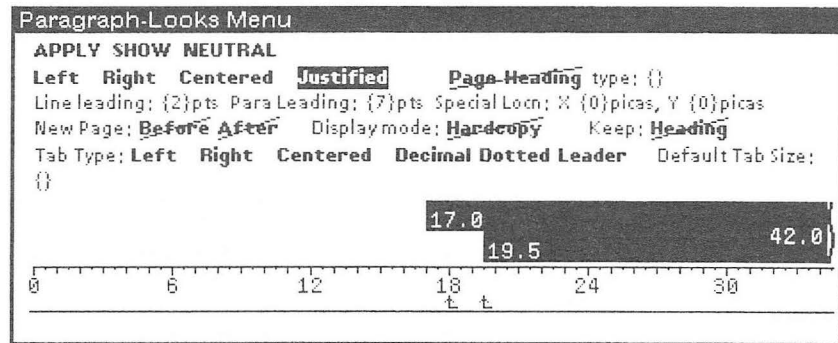 Paragraph-Looks Menu
APPLY SHOW NEUTRAL
Left Right Centered Justified Page-Heading type: {}
Line leading: {2}pts Para Leading: {7}pts Special Locn: X {0}picas, Y {0}picas
New Page: Before After Display mode: Hardcopy Keep: Heading
Tab Type: Left Right Centered Decimal Dotted Leader Default Tab Size:
{}
17.0 42.0
19.5
0 6 12 18 24 30